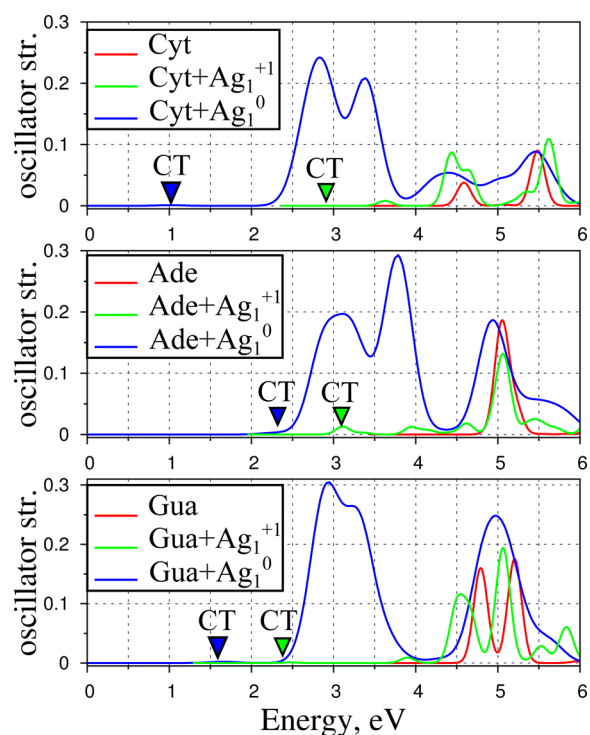 oscillator str.
0.3
0.2
0.1
0
Cyt
Cyt+Ag₁⁺¹
Cyt+Ag₁⁰
CT
CT
0 1 2 3 4 5 6
oscillator str.
0.3
0.2
0.1
0
Ade
Ade+Ag₁⁺¹
Ade+Ag₁⁰
CT
CT
0 1 2 3 4 5 6
oscillator str.
0.3
0.2
0.1
0
Gua
Gua+Ag₁⁺¹
Gua+Ag₁⁰
CT
CT
0 1 2 3 4 5 6
Energy, eV